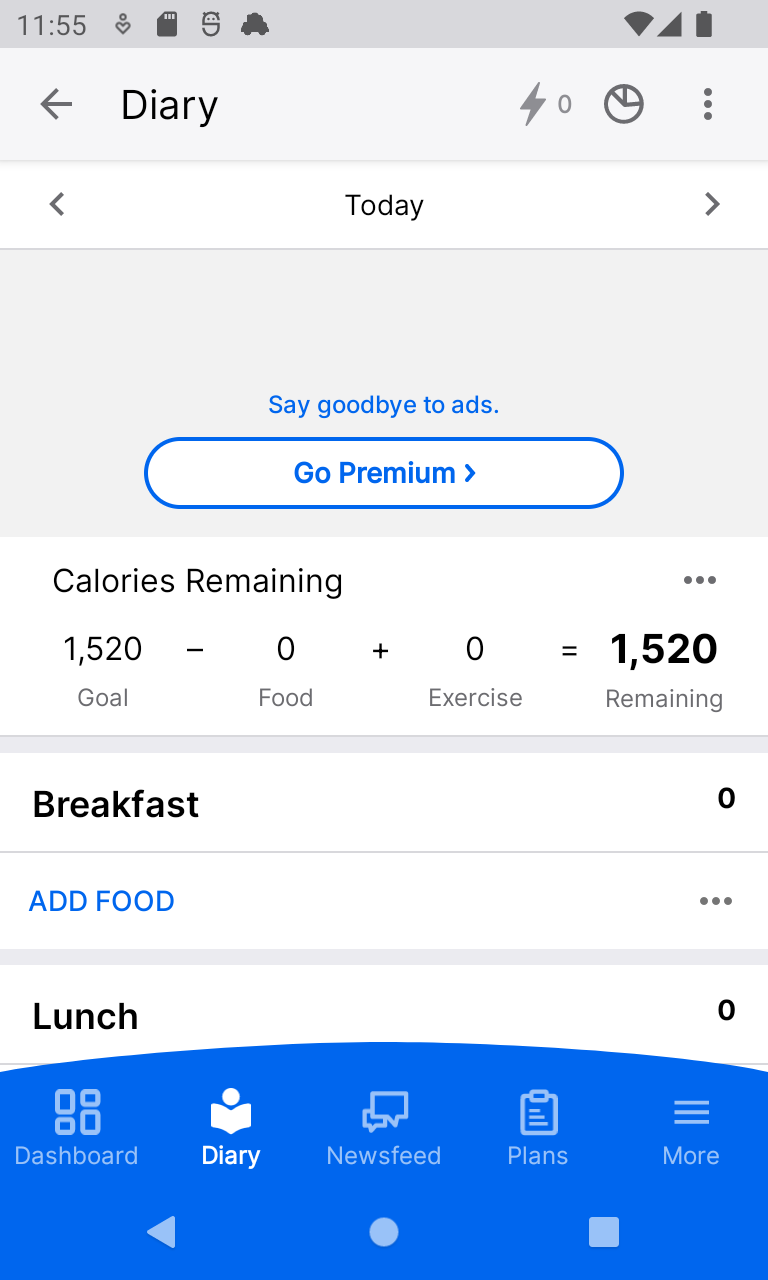 11:55
Diary
0
Today
Say goodbye to ads.
Go Premium ›
Calories Remaining
1,520 – 0 + 0 = 1,520
Goal Food Exercise Remaining
Breakfast 0
ADD FOOD
Lunch 0
Dashboard Diary Newsfeed Plans More